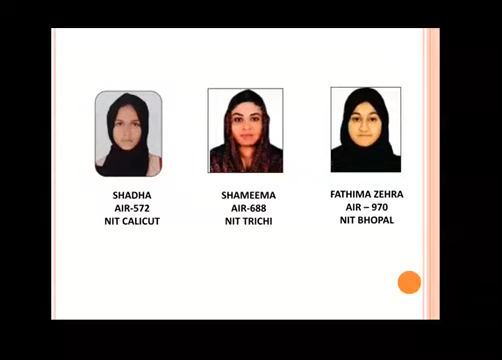 SHADHA
AIR-572
NIT CALICUT
SHAMEEMA
AIR-688
NIT TRICHI
FATHIMA ZEHRA
AIR – 970
NIT BHOPAL